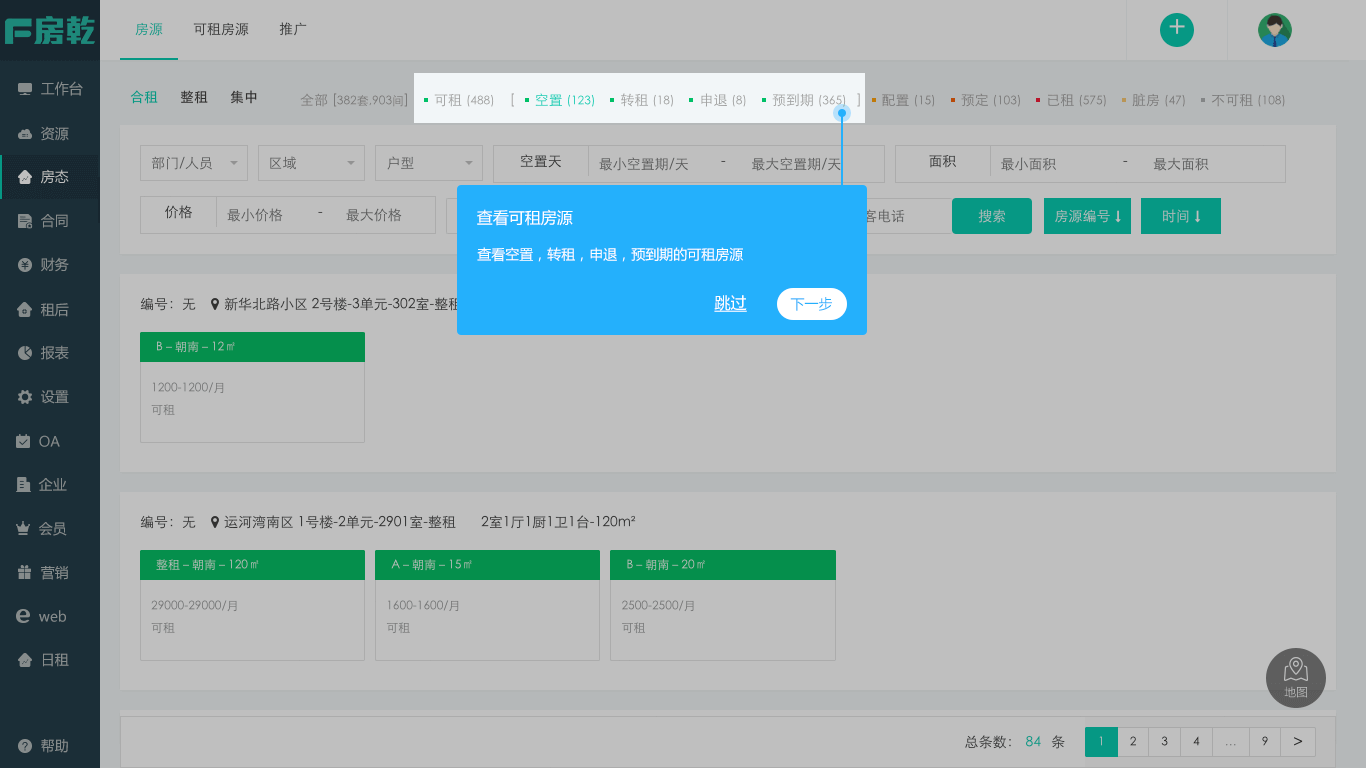 房乾
房源 可租房源 推广
工作台
资源
房态
合同
财务
租后
报表
设置
OA
企业
会员
营销
web
日租
帮助
合租 整租 集中 全部 [382套,903间] 可租 (488) [ 空置 (123) 转租 (18) 申退 (8) 预到期 (365) ] 配置 (15) 预定 (103) 已租 (575) 脏房 (47) 不可租 (108)
部门/人员 区域 户型 空置天 最小空置期/天 - 最大空置期/天 面积 最小面积 - 最大面积
价格 最小价格 - 最大价格 客电话 搜索 房源编号 时间
查看可租房源
查看空置，转租，申退，预到期的可租房源
跳过 下一步
编号：无 新华北路小区 2号楼-3单元-302室-整租
B – 朝南 – 12㎡
1200-1200/月
可租
编号：无 运河湾南区 1号楼-2单元-2901室-整租 2室1厅1厨1卫1台-120m²
整租 – 朝南 – 120㎡ A – 朝南 – 15㎡ B – 朝南 – 20㎡
29000-29000/月 1600-1600/月 2500-2500/月
可租 可租 可租
地图
总条数： 84 条 1 2 3 4 ... 9 >